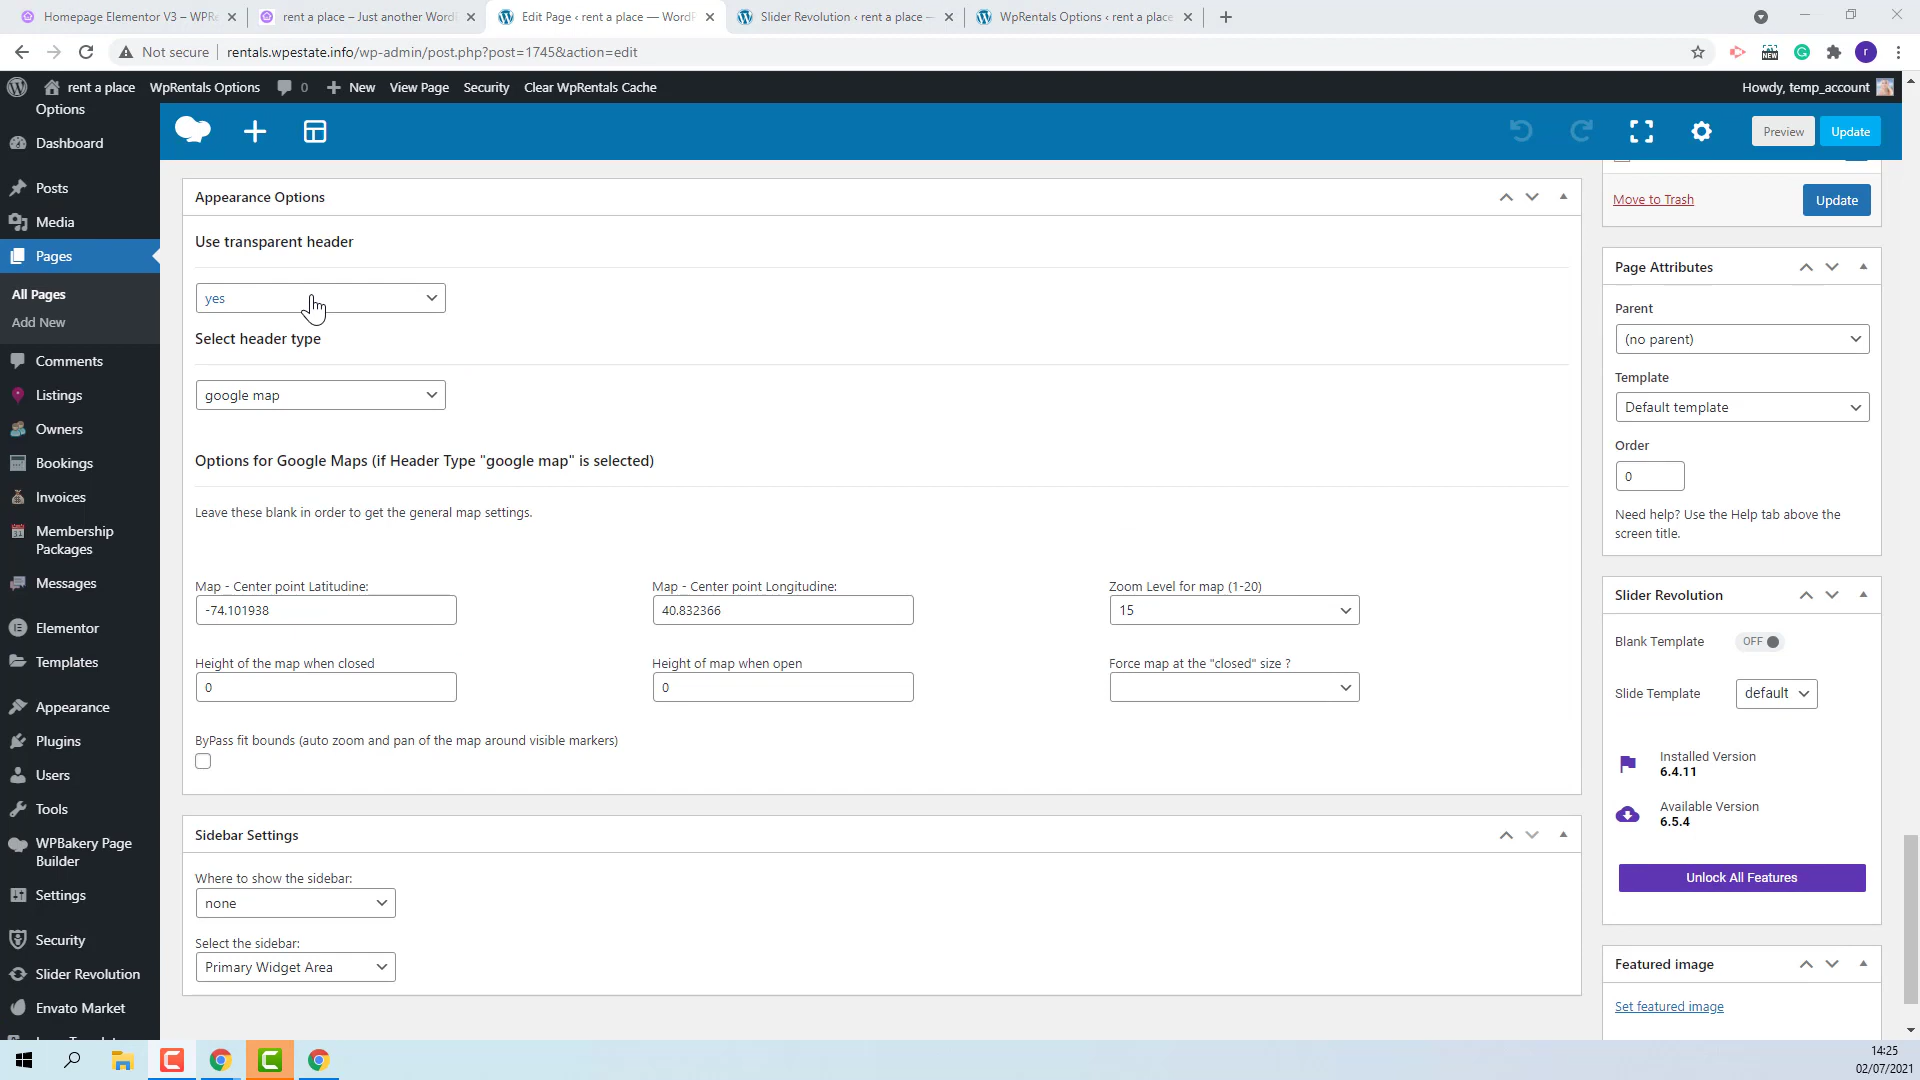 Homepage Elementor V3 – WPRe
rent a place – Just another WordP
Edit Page ‹ rent a place — WordP
Slider Revolution ‹ rent a place —
WpRentals Options ‹ rent a place
Not secure
rentals.wpestate.info/wp-admin/post.php?post=1745&action=edit
NEW
r
rent a place
WpRentals Options
0
New
View Page
Security
Clear WpRentals Cache
Howdy, temp_account
Options
Dashboard
Posts
Media
Pages
All Pages
Add New
Comments
Listings
Owners
Bookings
Invoices
Membership
Packages
Messages
Elementor
Templates
Appearance
Plugins
Users
Tools
WPBakery Page
Builder
Settings
Security
Slider Revolution
Envato Market
Preview
Update
Appearance Options
Use transparent header
yes
Select header type
google map
Options for Google Maps (if Header Type "google map" is selected)
Leave these blank in order to get the general map settings.
Map - Center point Latitudine:
-74.101938
Map - Center point Longitudine:
40.832366
Zoom Level for map (1-20)
15
Height of the map when closed
0
Height of map when open
0
Force map at the "closed" size ?
ByPass fit bounds (auto zoom and pan of the map around visible markers)
Sidebar Settings
Where to show the sidebar:
none
Select the sidebar:
Primary Widget Area
Move to Trash
Update
Page Attributes
Parent
(no parent)
Template
Default template
Order
0
Need help? Use the Help tab above the
screen title.
Slider Revolution
Blank Template
OFF
Slide Template
default
Installed Version
6.4.11
Available Version
6.5.4
Unlock All Features
Featured image
Set featured image
14:25
02/07/2021